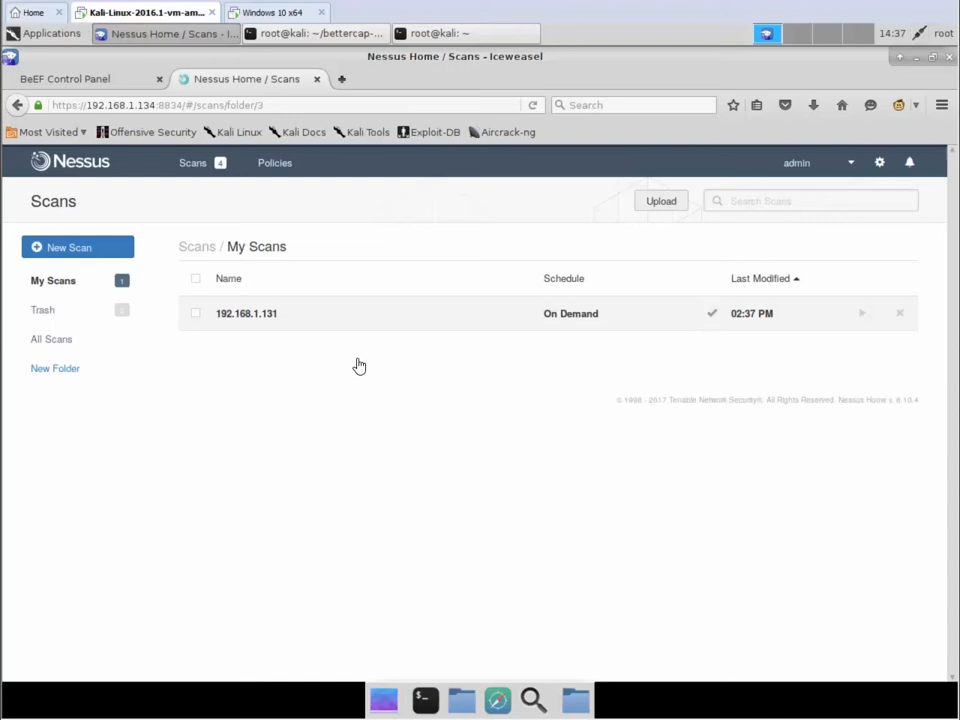 Home
Kali-Linux-2016.1-vm-am...
Windows 10 x64
Applications
Nessus Home / Scans - I...
root@kali: ~/bettercap-...
root@kali: ~
14:37
root
Nessus Home / Scans - Iceweasel
BeEF Control Panel
Nessus Home / Scans
https://192.168.1.134:8834/#/scans/folder/3
Search
Most Visited
Offensive Security
Kali Linux
Kali Docs
Kali Tools
Exploit-DB
Aircrack-ng
Nessus
Scans 4
Policies
admin
Scans
Upload
Search Scans
New Scan
Scans / My Scans
My Scans 1
Name
Schedule
Last Modified
Trash
192.168.1.131
On Demand
02:37 PM
All Scans
New Folder
© 1998 - 2017 Tenable Network Security®. All Rights Reserved. Nessus Home v. 6.10.4